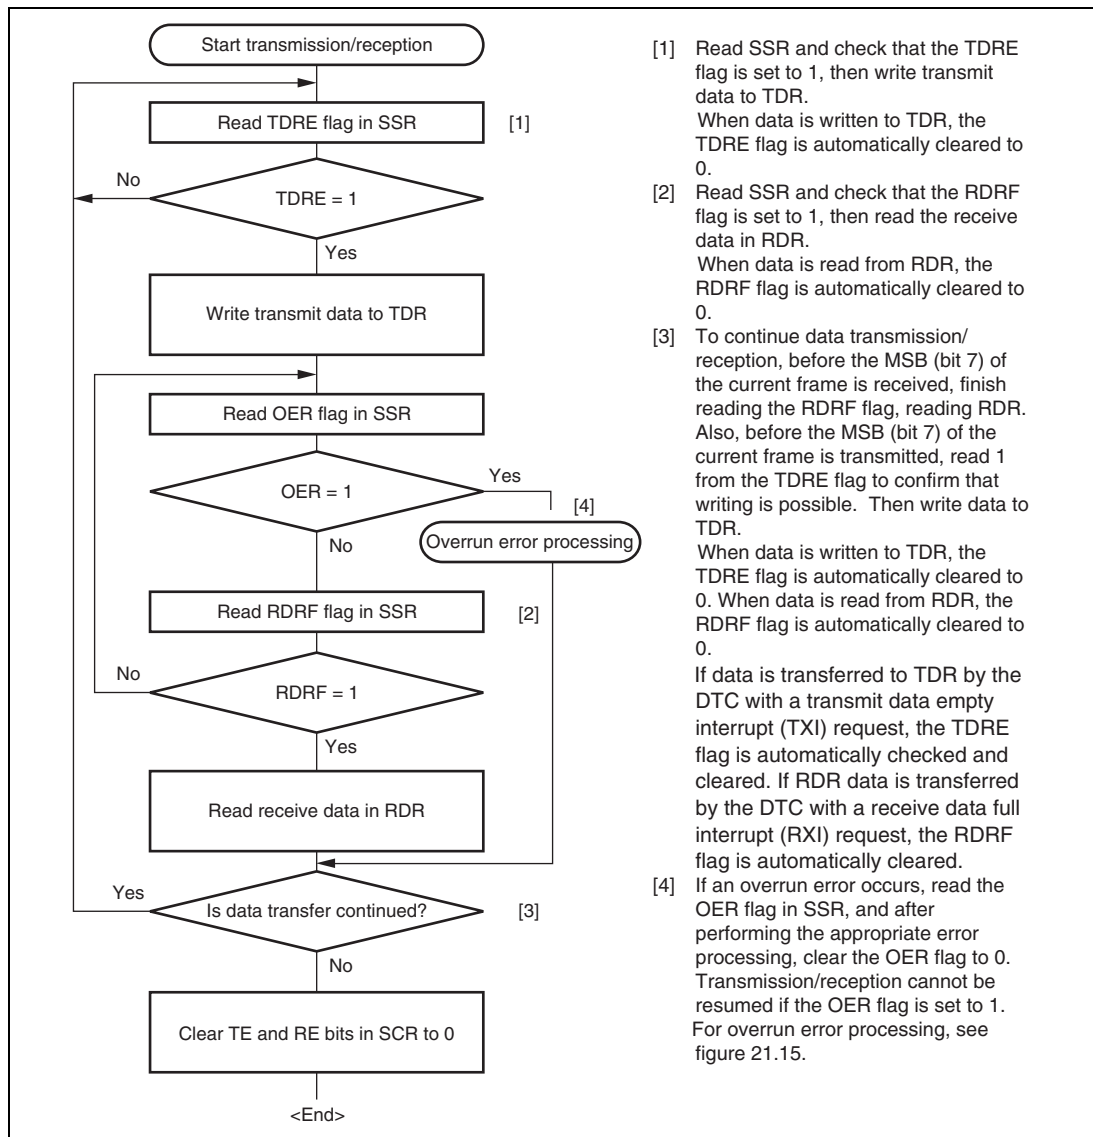 Start transmission/reception
Read TDRE flag in SSR
[1]
No
TDRE = 1
Yes
Write transmit data to TDR
Read OER flag in SSR
OER = 1
Yes
[4]
Overrun error processing
No
Read RDRF flag in SSR
[2]
No
RDRF = 1
Yes
Read receive data in RDR
Yes
Is data transfer continued?
[3]
No
Clear TE and RE bits in SCR to 0
<End>
[1] Read SSR and check that the TDRE
flag is set to 1, then write transmit
data to TDR.
When data is written to TDR, the
TDRE flag is automatically cleared to
0.
[2] Read SSR and check that the RDRF
flag is set to 1, then read the receive
data in RDR.
When data is read from RDR, the
RDRF flag is automatically cleared to
0.
[3] To continue data transmission/
reception, before the MSB (bit 7) of
the current frame is received, finish
reading the RDRF flag, reading RDR.
Also, before the MSB (bit 7) of the
current frame is transmitted, read 1
from the TDRE flag to confirm that
writing is possible. Then write data to
TDR.
When data is written to TDR, the
TDRE flag is automatically cleared to
0. When data is read from RDR, the
RDRF flag is automatically cleared to
0.
If data is transferred to TDR by the
DTC with a transmit data empty
interrupt (TXI) request, the TDRE
flag is automatically checked and
cleared. If RDR data is transferred
by the DTC with a receive data full
interrupt (RXI) request, the RDRF
flag is automatically cleared.
[4] If an overrun error occurs, read the
OER flag in SSR, and after
performing the appropriate error
processing, clear the OER flag to 0.
Transmission/reception cannot be
resumed if the OER flag is set to 1.
For overrun error processing, see
figure 21.15.